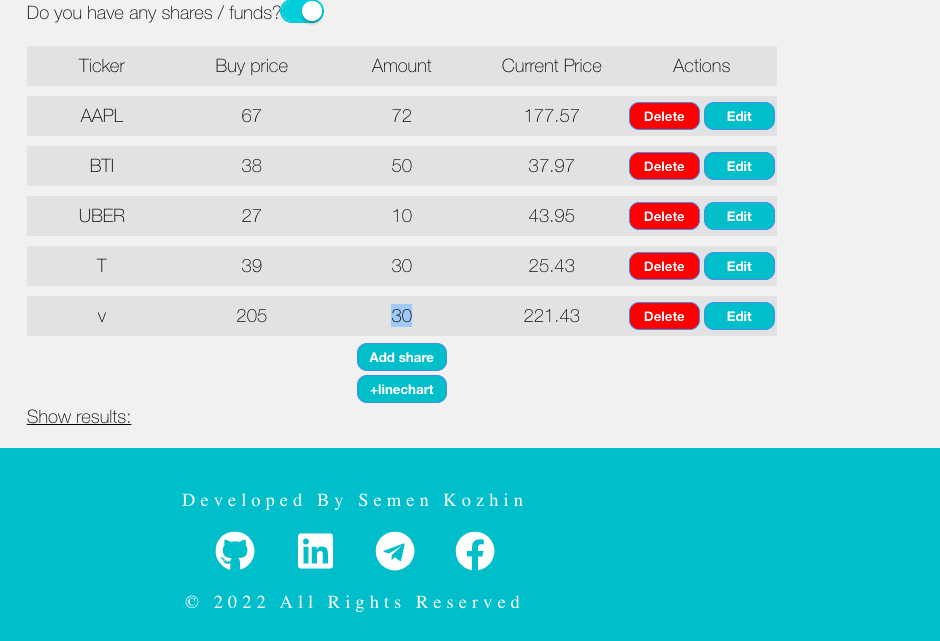 Do you have any shares / funds?
Ticker Buy price Amount Current Price Actions
AAPL 67 72 177.57 Delete Edit
BTI 38 50 37.97 Delete Edit
UBER 27 10 43.95 Delete Edit
T 39 30 25.43 Delete Edit
v 205 30 221.43 Delete Edit
Add share
+linechart
Show results:
Developed By Semen Kozhin
in
© 2022 All Rights Reserved